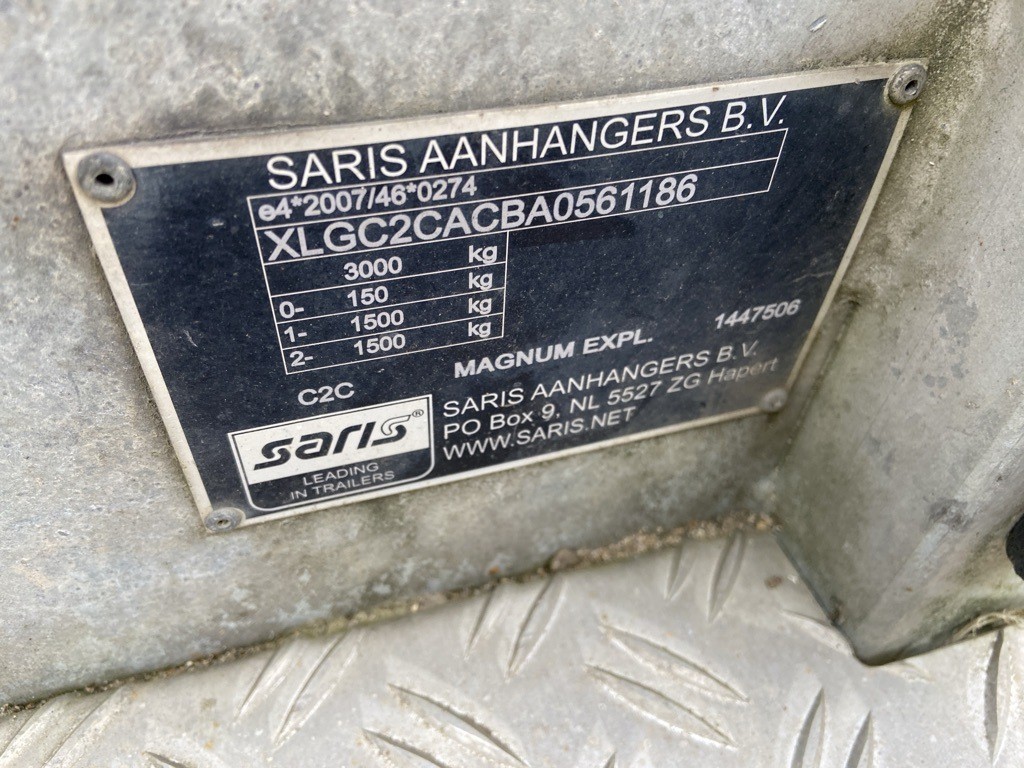 SARIS AANHANGERS B.V.
e4*2007/46*0274
XLGC2CACBA0561186
3000 kg
0- 150 kg
1- 1500 kg
2- 1500 kg
C2C
MAGNUM EXPL. 1447506
saris®
LEADING
IN TRAILERS
SARIS AANHANGERS B.V.
PO Box 9, NL 5527 ZG Hapert
WWW.SARIS.NET